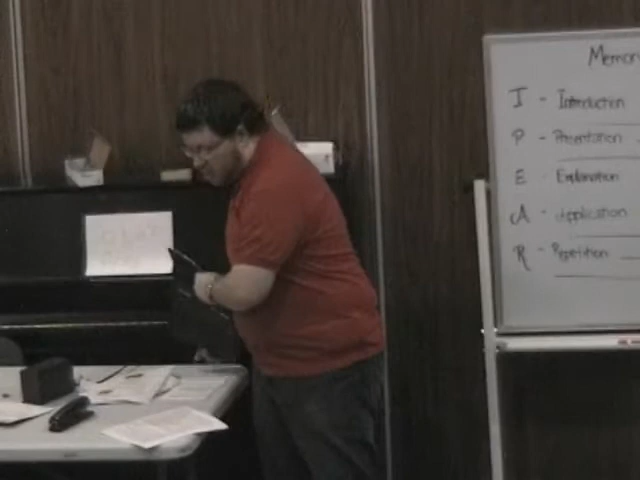 Memor
I - Introduction
P - Presentation
E - Explanation
A - Application
R - Repetition